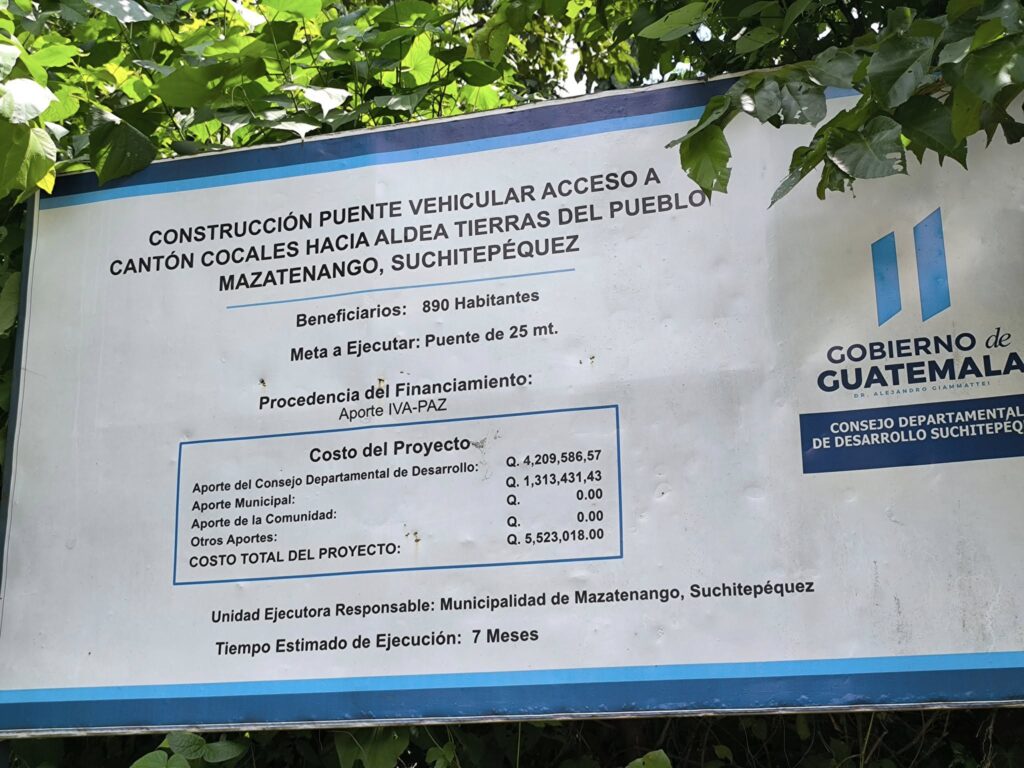 CONSTRUCCIÓN PUENTE VEHICULAR ACCESO A
CANTÓN COCALES HACIA ALDEA TIERRAS DEL PUEBLO
MAZATENANGO, SUCHITEPÉQUEZ
Beneficiarios: 890 Habitantes
Meta a Ejecutar: Puente de 25 mt.
Procedencia del Financiamiento:
Aporte IVA-PAZ
Costo del Proyecto
Aporte del Consejo Departamental de Desarrollo: Q. 4,209,586,57
Aporte Municipal: Q. 1,313,431,43
Aporte de la Comunidad: Q. 0.00
Otros Aportes: Q. 0.00
COSTO TOTAL DEL PROYECTO: Q. 5,523,018.00
Unidad Ejecutora Responsable: Municipalidad de Mazatenango, Suchitepéquez
Tiempo Estimado de Ejecución: 7 Meses
GOBIERNO de
GUATEMALA
DR. ALEJANDRO GIAMMATTEI
CONSEJO DEPARTAMENTAL
DE DESARROLLO SUCHITEPÉQ